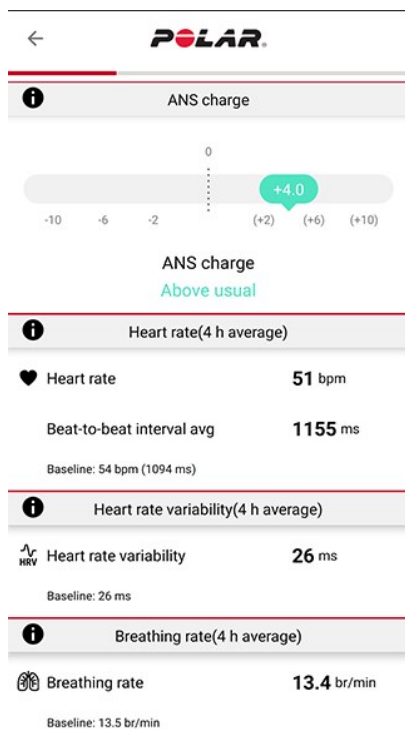 POLAR.
ANS charge
0
+4.0
-10 -6 -2 (+2) (+6) (+10)
ANS charge
Above usual
Heart rate(4 h average)
Heart rate 51 bpm
Beat-to-beat interval avg 1155 ms
Baseline: 54 bpm (1094 ms)
Heart rate variability(4 h average)
HRV Heart rate variability 26 ms
Baseline: 26 ms
Breathing rate(4 h average)
Breathing rate 13.4 br/min
Baseline: 13.5 br/min